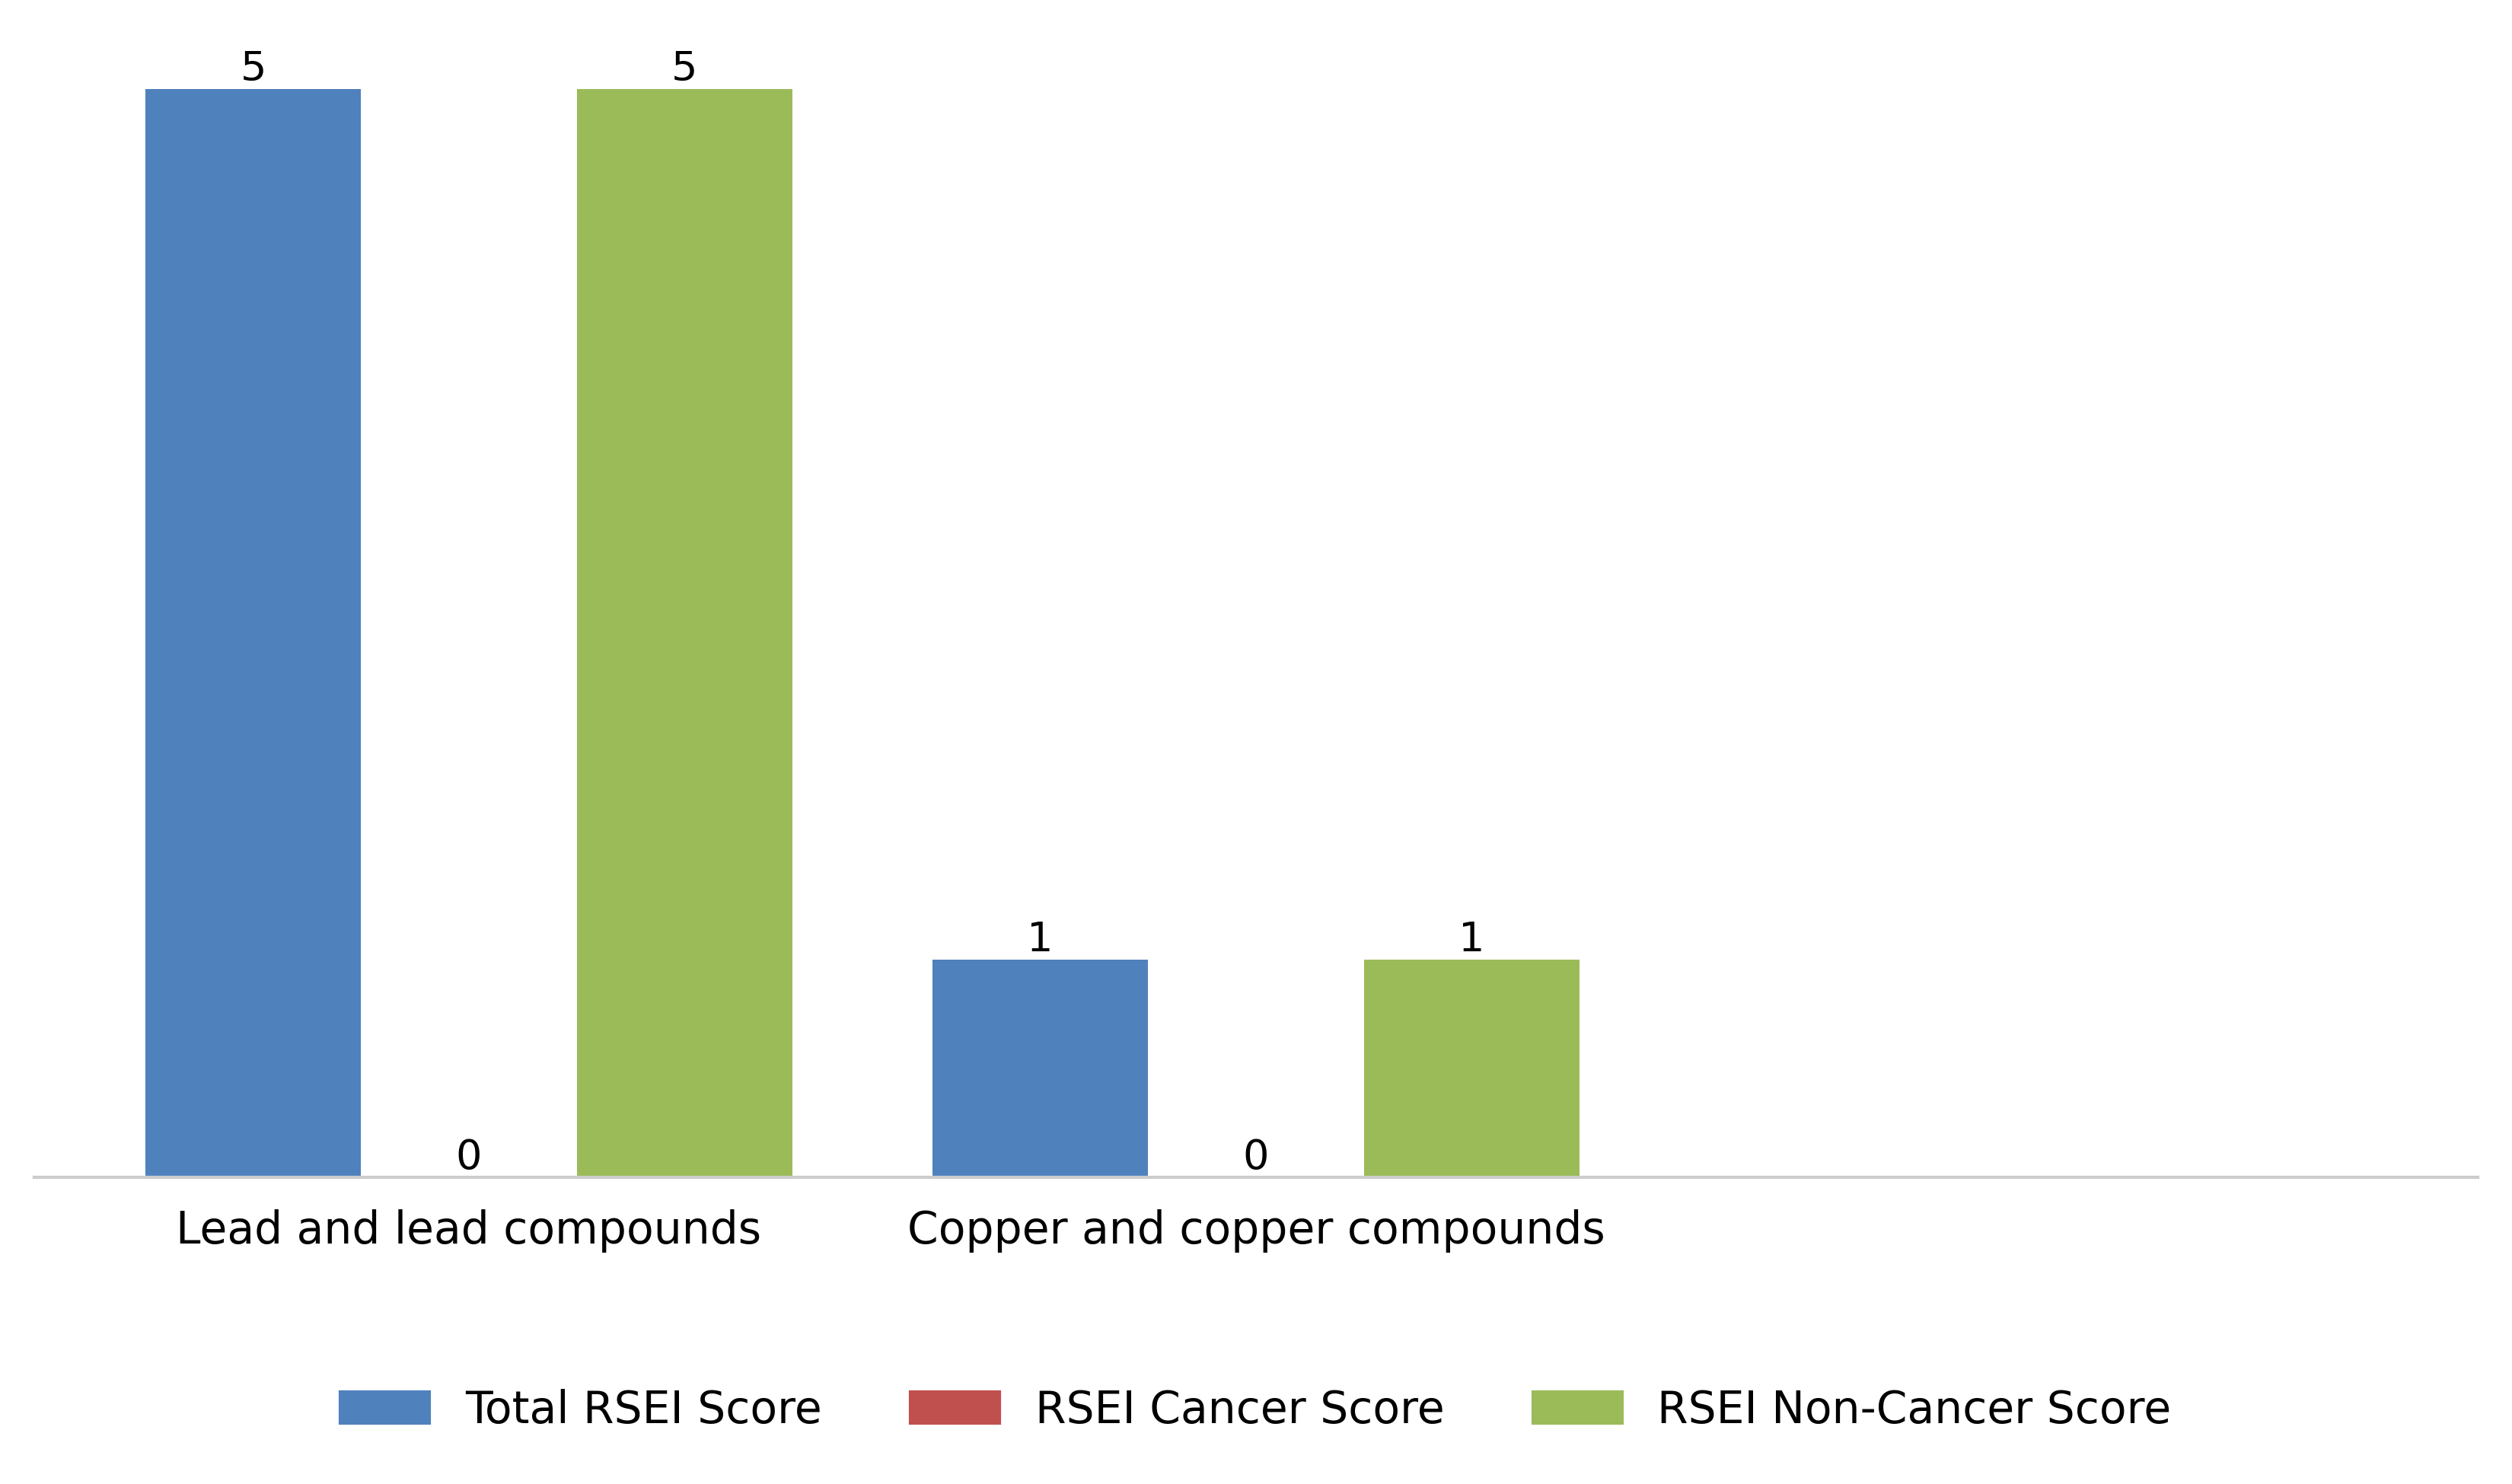 5
5
1
1
0
0
Lead and lead compounds
Copper and copper compounds
Total RSEI Score
RSEI Cancer Score
RSEI Non-Cancer Score